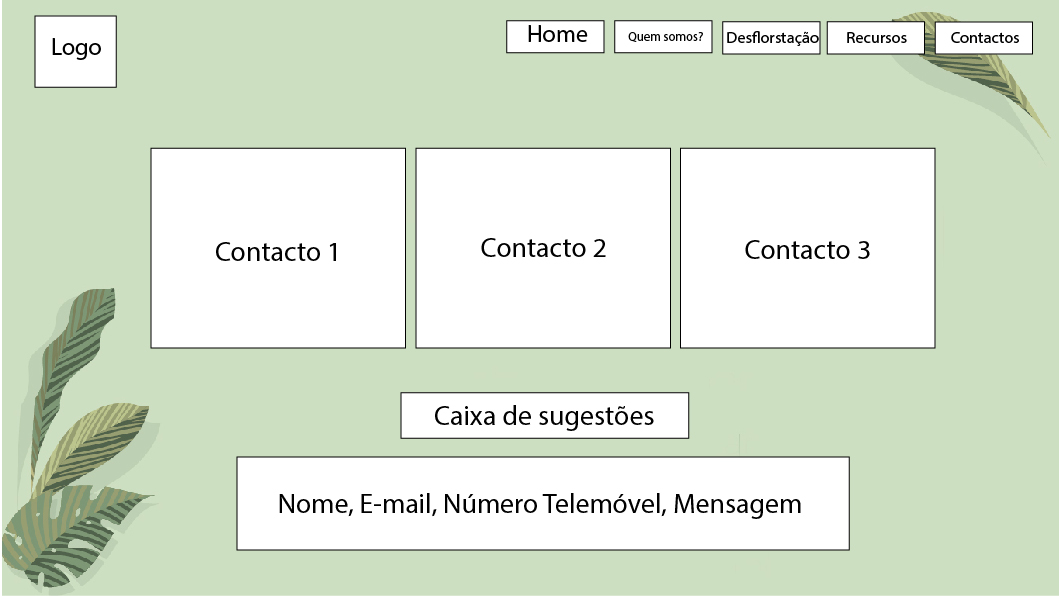 Logo
Home
Quem somos?
Desflorstação
Recursos
Contactos
Contacto 1
Contacto 2
Contacto 3
Caixa de sugestões
Nome, E-mail, Número Telemóvel, Mensagem